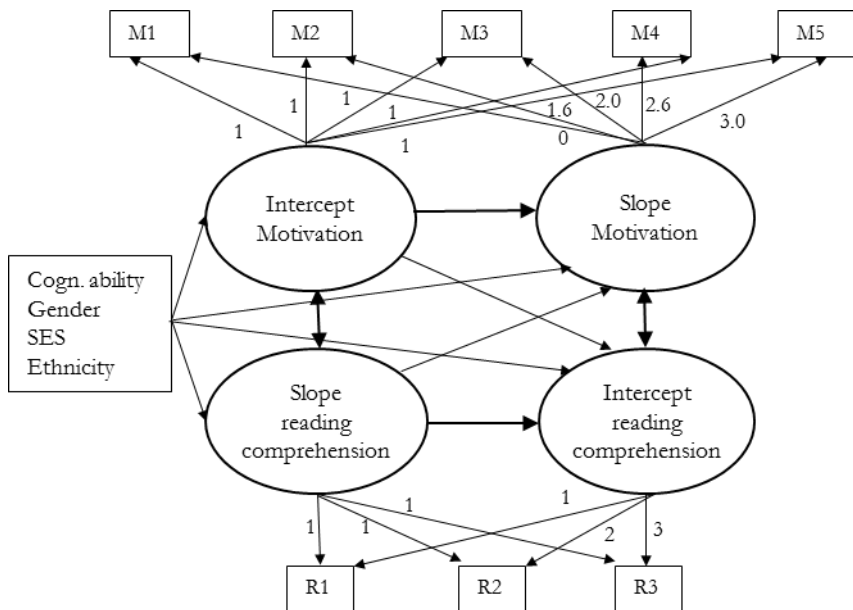 M1
M2
M3
M4
M5
1
1
1
1
1
1.6
0
2.0
2.6
3.0
Intercept
Motivation
Slope
Motivation
Cogn. ability
Gender
SES
Ethnicity
Slope
reading
comprehension
Intercept
reading
comprehension
1
1
1
1
2
3
R1
R2
R3